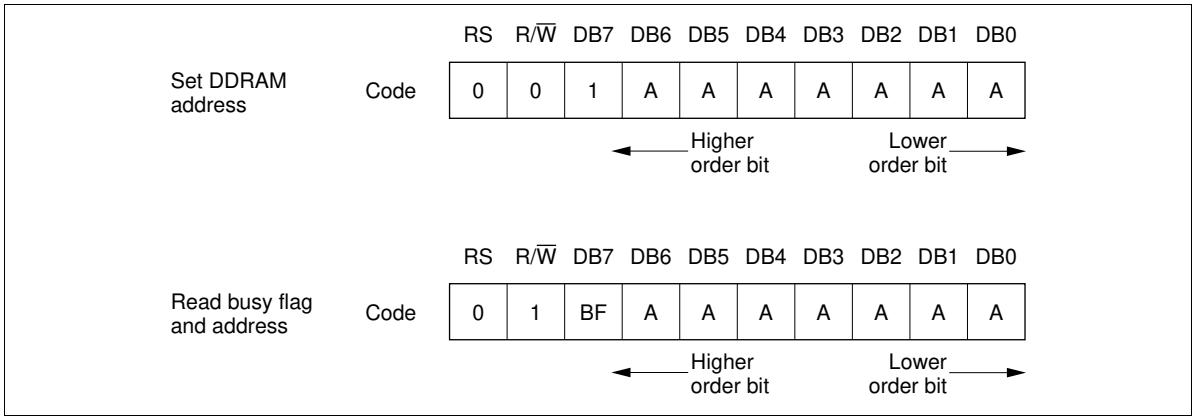 RS R/W̅ DB7 DB6 DB5 DB4 DB3 DB2 DB1 DB0
Set DDRAM
address
Code 0 0 1 A A A A A A A
Higher
order bit
Lower
order bit
RS R/W̅ DB7 DB6 DB5 DB4 DB3 DB2 DB1 DB0
Read busy flag
and address
Code 0 1 BF A A A A A A A
Higher
order bit
Lower
order bit